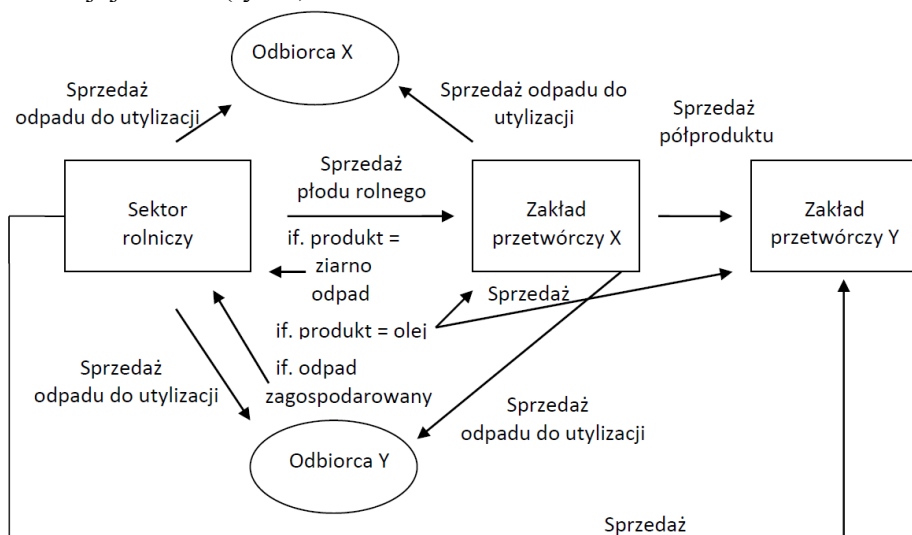 Odbiorca X
Sprzedaż
odpadu do utylizacji
Sprzedaż odpadu do
utylizacji
Sprzedaż
półproduktu
Sprzedaż
płodu rolnego
Sektor
rolniczy
Zakład
przetwórczy X
Zakład
przetwórczy Y
if. produkt =
ziarno
odpad
Sprzedaż
if. produkt = olej
if. odpad
zagospodarowany
Sprzedaż
odpadu do utylizacji
Sprzedaż
odpadu do utylizacji
Odbiorca Y
Sprzedaż